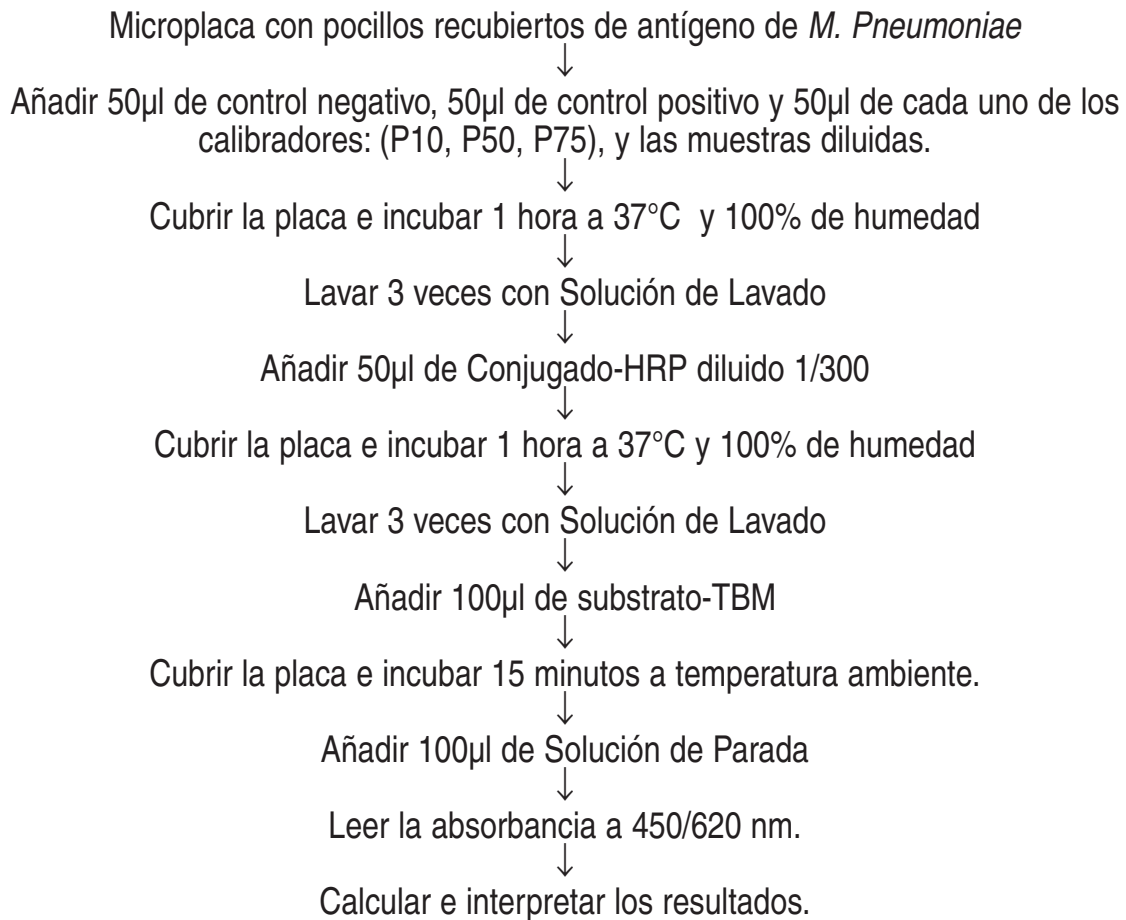 Microplaca con pocillos recubiertos de antígeno de M. Pneumoniae
↓
Añadir 50µl de control negativo, 50µl de control positivo y 50µl de cada uno de los
calibradores: (P10, P50, P75), y las muestras diluidas.
↓
Cubrir la placa e incubar 1 hora a 37°C y 100% de humedad
↓
Lavar 3 veces con Solución de Lavado
↓
Añadir 50µl de Conjugado-HRP diluido 1/300
↓
Cubrir la placa e incubar 1 hora a 37°C y 100% de humedad
↓
Lavar 3 veces con Solución de Lavado
↓
Añadir 100µl de substrato-TBM
↓
Cubrir la placa e incubar 15 minutos a temperatura ambiente.
↓
Añadir 100µl de Solución de Parada
↓
Leer la absorbancia a 450/620 nm.
↓
Calcular e interpretar los resultados.